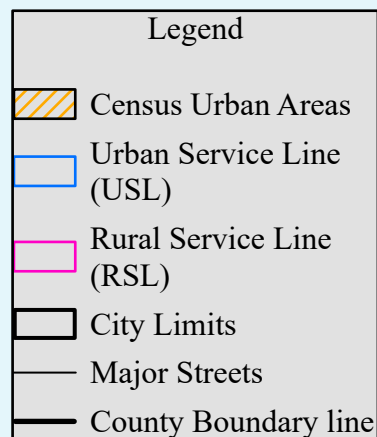 Legend
Census Urban Areas
Urban Service Line
(USL)
Rural Service Line
(RSL)
City Limits
Major Streets
County Boundary line